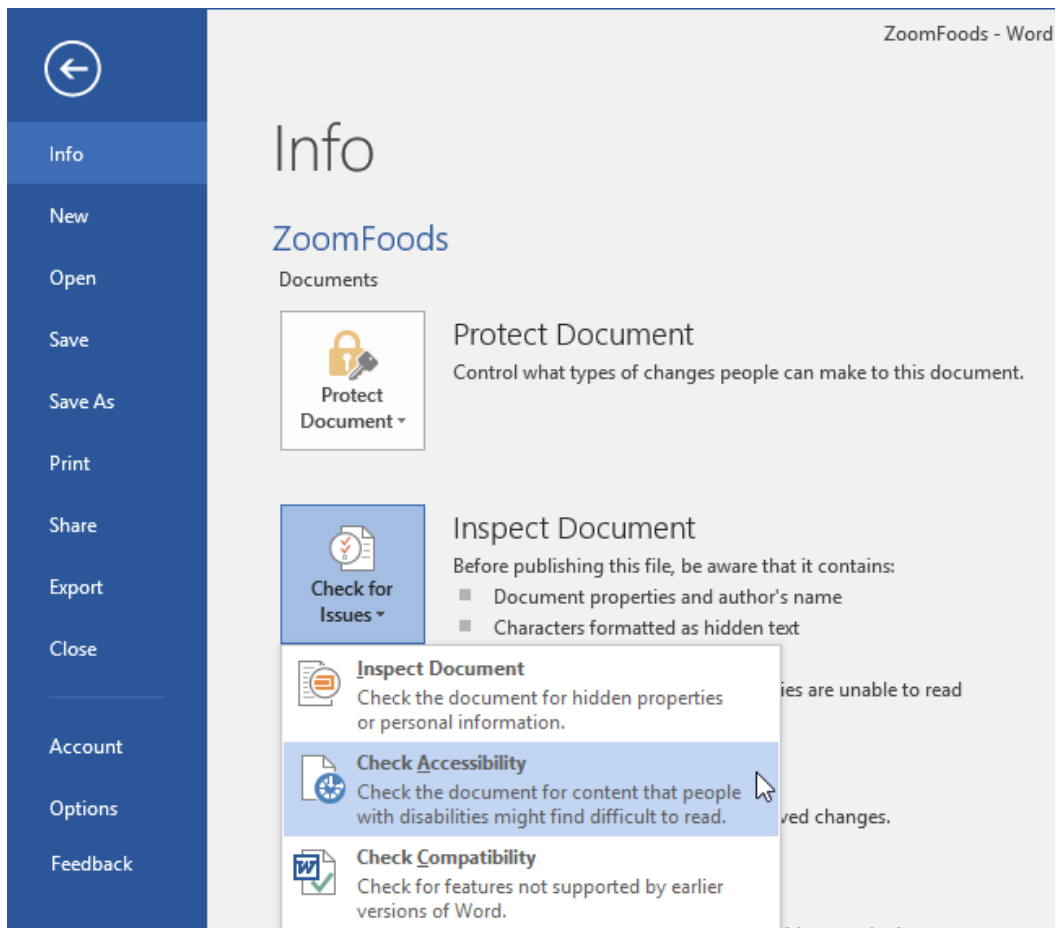 ZoomFoods - Word
Info
New
Open
Save
Save As
Print
Share
Export
Close
Account
Options
Feedback
Info
ZoomFoods
Documents
Protect
Document
Protect Document
Control what types of changes people can make to this document.
Check for
Issues
Inspect Document
Before publishing this file, be aware that it contains:
Document properties and author's name
Characters formatted as hidden text
are unable to read
changes.
Inspect Document
Check the document for hidden properties
or personal information.
Check Accessibility
Check the document for content that people
with disabilities might find difficult to read.
Check Compatibility
Check for features not supported by earlier
versions of Word.